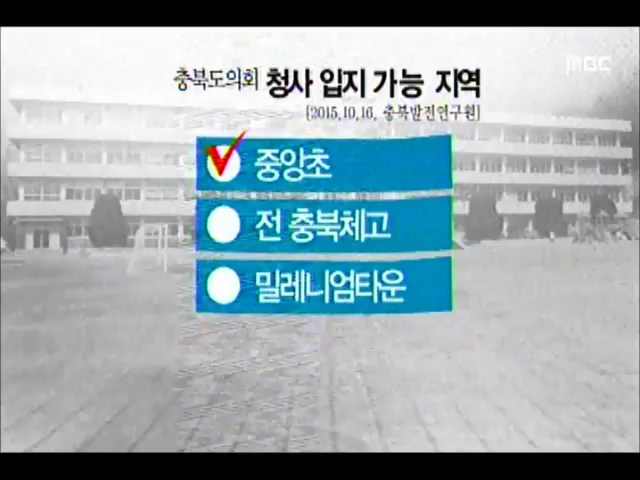 MBC
충북도의회 청사 입지 가능 지역
[2015.10.16. 충북발전연구원]
중앙초
전 충북체고
밀레니엄타운